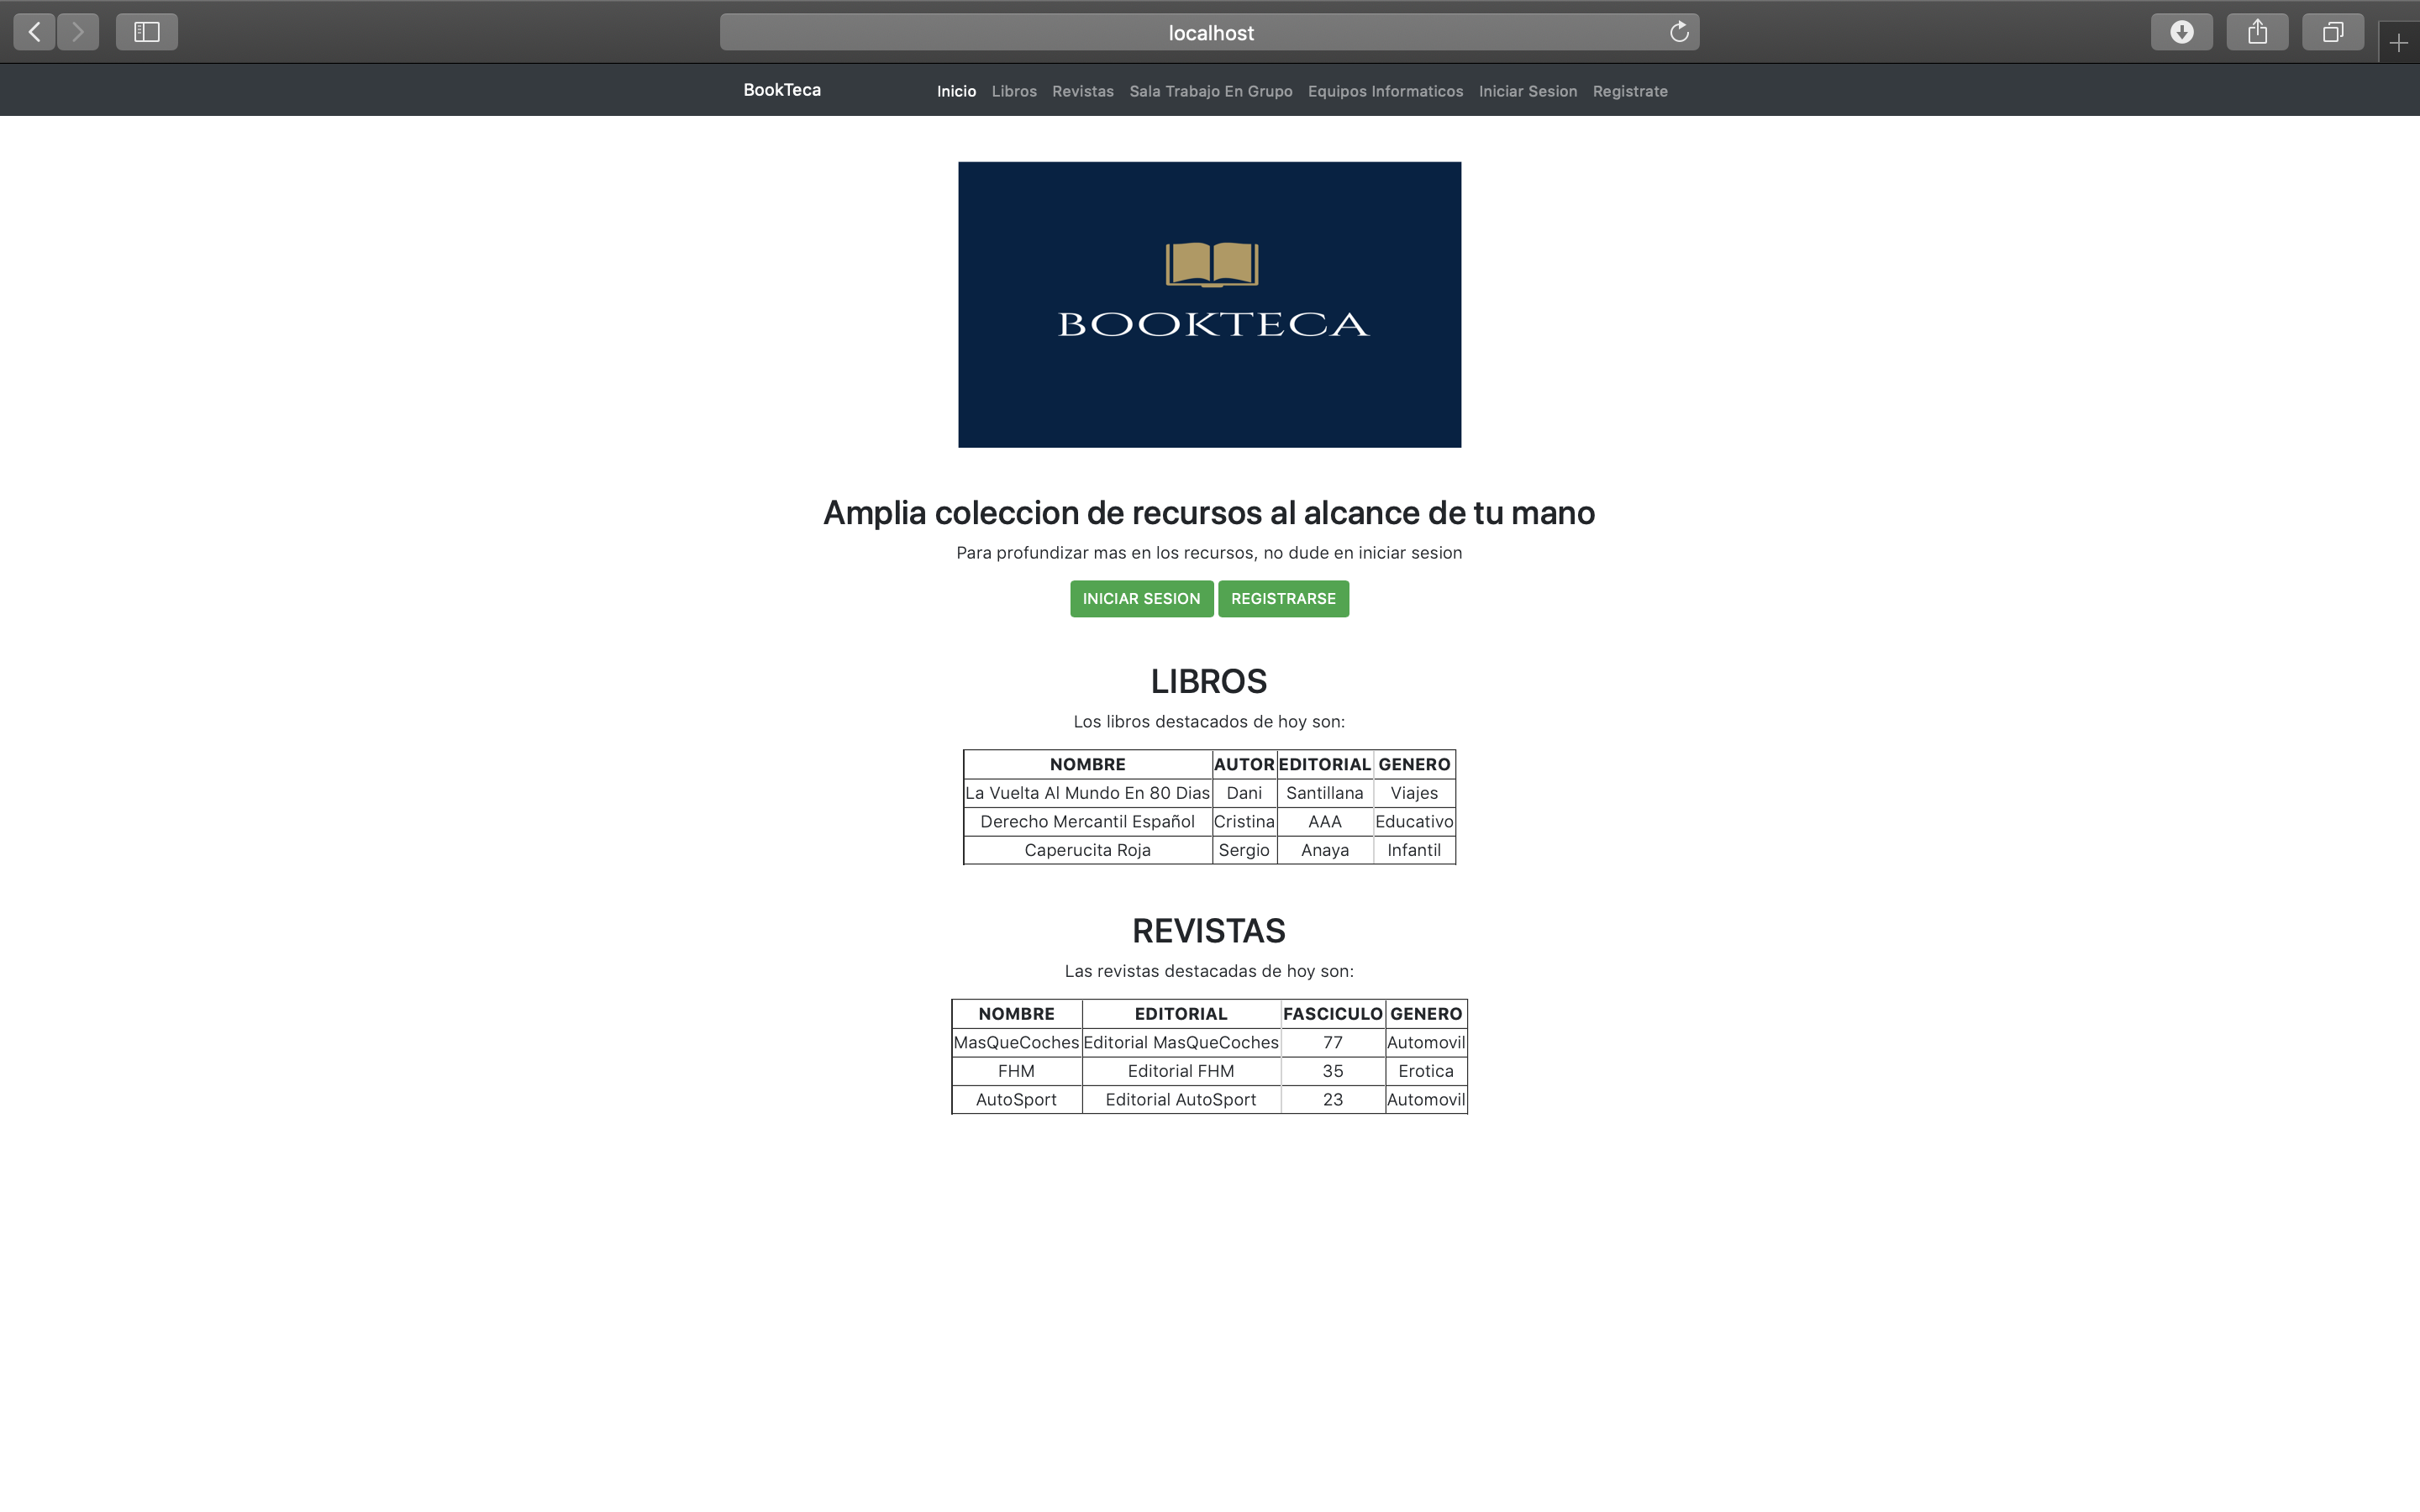 localhost
BookTeca Inicio Libros Revistas Sala Trabajo En Grupo Equipos Informaticos Iniciar Sesion Registrate
BOOKTECA
Amplia coleccion de recursos al alcance de tu mano
Para profundizar mas en los recursos, no dude en iniciar sesion
INICIAR SESION REGISTRARSE
LIBROS
Los libros destacados de hoy son:
NOMBRE AUTOR EDITORIAL GENERO
La Vuelta Al Mundo En 80 Dias Dani Santillana Viajes
Derecho Mercantil Español Cristina AAA Educativo
Caperucita Roja Sergio Anaya Infantil
REVISTAS
Las revistas destacadas de hoy son:
NOMBRE EDITORIAL FASCICULO GENERO
MasQueCoches Editorial MasQueCoches 77 Automovil
FHM Editorial FHM 35 Erotica
AutoSport Editorial AutoSport 23 Automovil